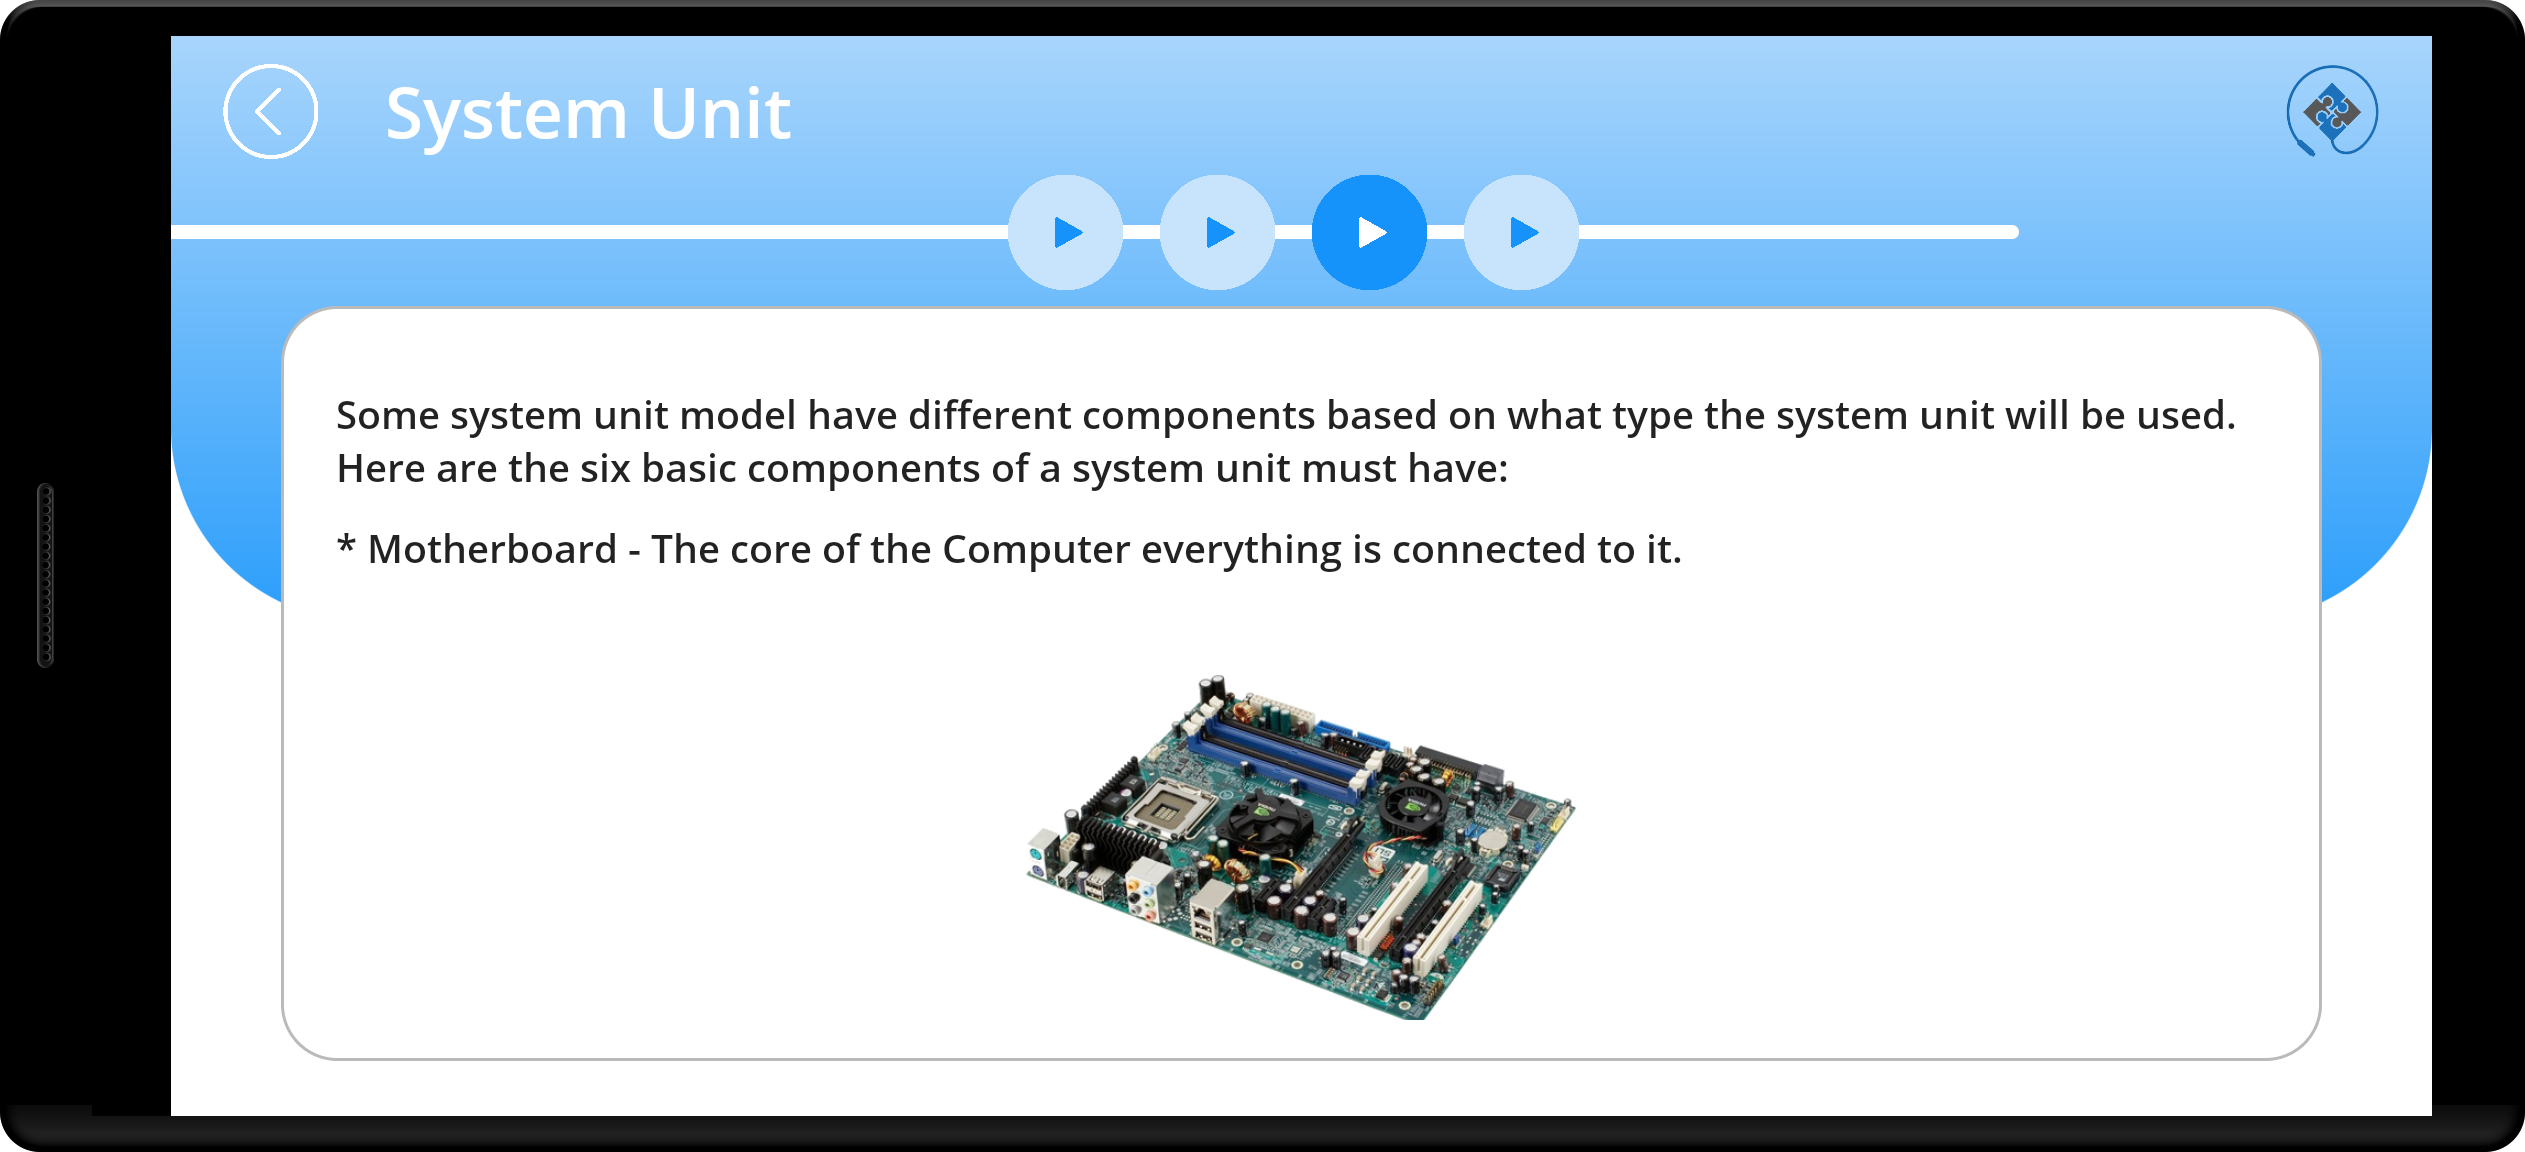 System Unit
Some system unit model have different components based on what type the system unit will be used.
Here are the six basic components of a system unit must have:
* Motherboard - The core of the Computer everything is connected to it.